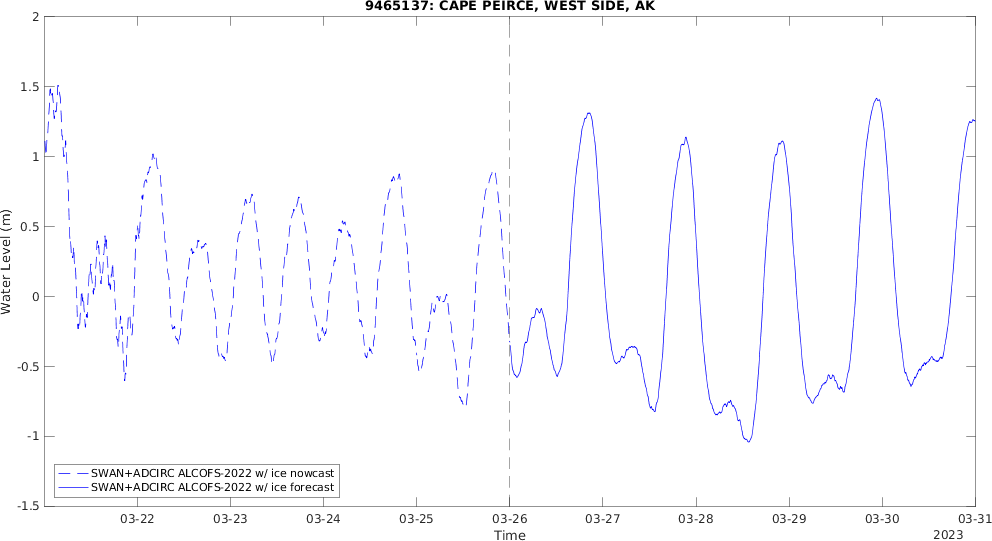 9465137: CAPE PEIRCE, WEST SIDE, AK
2
1.5
1
0.5
0
-0.5
-1
-1.5
Water Level (m)
SWAN+ADCIRC ALCOFS-2022 w/ ice nowcast
SWAN+ADCIRC ALCOFS-2022 w/ ice forecast
03-22 03-23 03-24 03-25 03-26 03-27 03-28 03-29 03-30 03-31
Time
2023